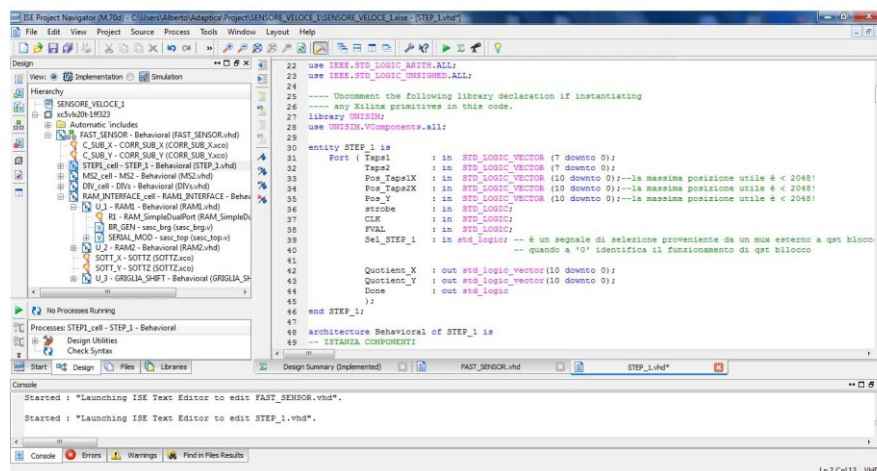 ISE Project Navigator (M.70d) - C:\Users\Alberto\Adaptica\Project\SENSORE_VELOCE_1\SENSORE_VELOCE_1.xise - [STEP_1.vhd*]
File Edit View Project Source Process Tools Window Layout Help
Design
View: Implementation Simulation
Hierarchy
SENSORE_VELOCE_1
xc5vlx20t-1ff323
Automatic `includes
FAST_SENSOR - Behavioral (FAST_SENSOR.vhd)
C_SUB_X - CORR_SUB_X (CORR_SUB_X.xco)
C_SUB_Y - CORR_SUB_Y (CORR_SUB_Y.xco)
STEP1_cell - STEP_1 - Behavioral (STEP_1.vhd)
MS2_cell - MS2 - Behavioral (MS2.vhd)
DIV_cell - DIVs - Behavioral (DIVs.vhd)
RAM_INTERFACE_cell - RAM1_INTERFACE - Behav
U_1 - RAM1 - Behavioral (RAM1.vhd)
R1 - RAM_SimpleDualPort (RAM_SimpleDu
BR_GEN - sasc_brg (sasc_brg.v)
SERIAL_MOD - sasc_top (sasc_top.v)
U_2 - RAM2 - Behavioral (RAM2.vhd)
SOTT_X - SOTTZ (SOTTZ.xco)
SOTT_Y - SOTTZ (SOTTZ.xco)
U_3 - GRIGLIA_SHIFT - Behavioral (GRIGLIA_SH
No Processes Running
Processes: STEP1_cell - STEP_1 - Behavioral
Design Utilities
Check Syntax
Start Design Files Libraries
22 use IEEE.STD_LOGIC_ARITH.ALL;
23 use IEEE.STD_LOGIC_UNSIGNED.ALL;
24
25 ---- Uncomment the following library declaration if instantiating
26 ---- any Xilinx primitives in this code.
27 library UNISIM;
28 use UNISIM.VComponents.all;
29
30 entity STEP_1 is
31 Port ( Taps1 : in STD_LOGIC_VECTOR (7 downto 0);
32 Taps2 : in STD_LOGIC_VECTOR (7 downto 0);
33 Pos_Taps1X : in STD_LOGIC_VECTOR (10 downto 0);--la massima posizione utile è < 2048!
34 Pos_Taps2X : in STD_LOGIC_VECTOR (10 downto 0);--la massima posizione utile è < 2048!
35 Pos_Y : in STD_LOGIC_VECTOR (10 downto 0);--la massima posizione utile è < 2048!
36 strobe : in STD_LOGIC;
37 CLK : in STD_LOGIC;
38 FVAL : in STD_LOGIC;
39 Sel_STEP_1 : in std_logic; -- è un segnale di selezione proveniente da un mux esterno a qst blocco
40 -- quando a '0' identifica il funzionamento di qst bllocco
41
42 Quotient_X : out std_logic_vector(10 downto 0);
43 Quotient_Y : out std_logic_vector(10 downto 0);
44 Done : out std_logic
45 );
46 end STEP_1;
47
48 architecture Behavioral of STEP_1 is
49 -- ISTANZA COMPONENTI
Design Summary (Implemented) FAST_SENSOR.vhd STEP_1.vhd*
Console
Started : "Launching ISE Text Editor to edit FAST_SENSOR.vhd".
Started : "Launching ISE Text Editor to edit STEP_1.vhd".
Console Errors Warnings Find in Files Results
Ln 7 Col 13